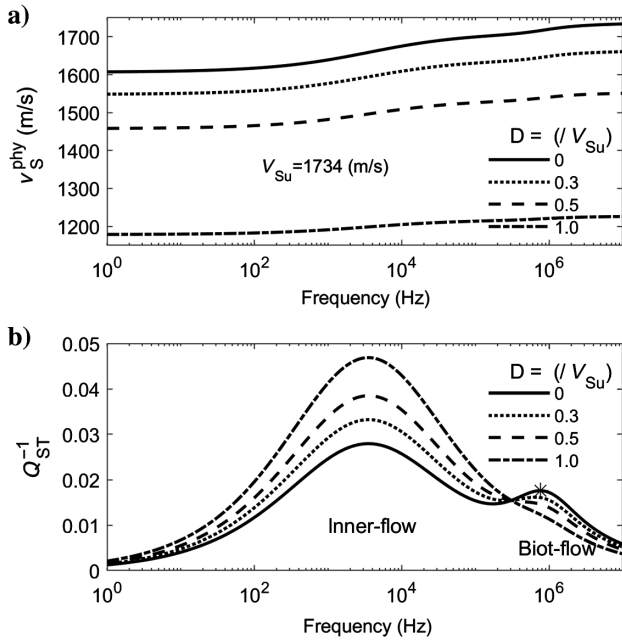 a)
1700
1600
1500
1400
1300
1200
v_S^phy (m/s)
V_Su=1734 (m/s)
D = (/ V_Su)
0
0.3
0.5
1.0
10^0
10^2
10^4
10^6
Frequency (Hz)
b)
0.05
0.04
0.03
0.02
0.01
0
Q_ST^-1
D = (/ V_Su)
0
0.3
0.5
1.0
Inner-flow
Biot-flow
10^0
10^2
10^4
10^6
Frequency (Hz)